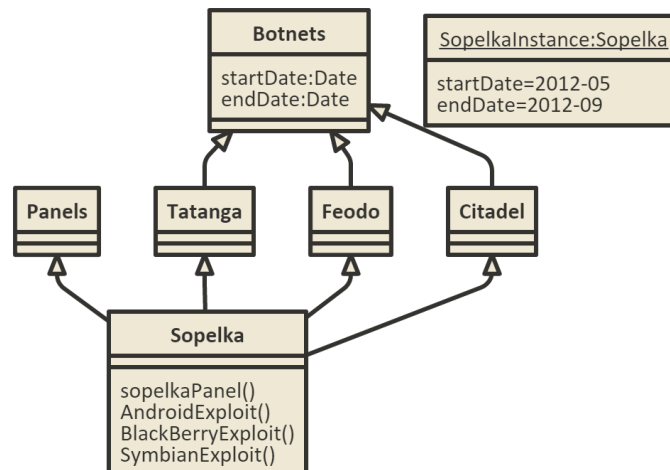 Botnets
startDate:Date
endDate:Date
SopelkaInstance:Sopelka
startDate=2012-05
endDate=2012-09
Panels
Tatanga
Feodo
Citadel
Sopelka
sopelkaPanel()
AndroidExploit()
BlackBerryExploit()
SymbianExploit()